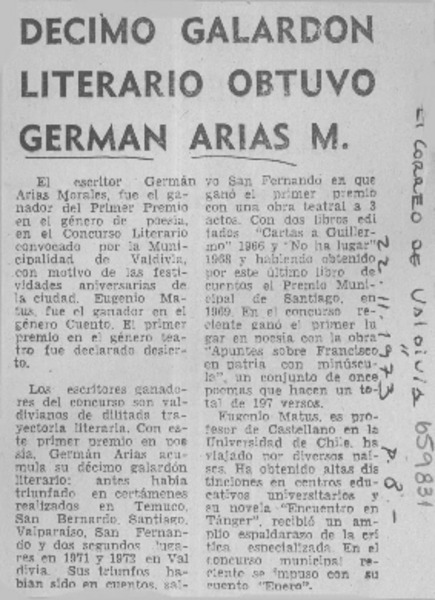 DECIMO GALARDON
LITERARIO OBTUVO
GERMAN ARIAS M.
El escritor Germán
Arias Morales, fue el ga-
nador del Primer Premio
en el género de poesía,
en el Concurso Literario
convocado por la Muni-
cipalidad de Valdivia,
con motivo de las festi-
vidades aniversarias de
la ciudad. Eugenio Ma-
tus, fue el ganador en el
género Cuento. El primer
premio en el género tea-
tro fue declarado desier-
to.
Los escritores ganado-
res del concurso son val-
divianos de dilitada tra-
yectoria literaria. Con es-
te primer premio en poe-
sía, Germán Arias acu-
mula su décimo galardón
literario: antes había
triunfado en certámenes
realizados en Temuco,
San Bernardo, Santiago,
Valparaíso, San Fernan-
do y dos segundos luga-
res en 1971 y 1972 en Val
divia. Sus triunfos ha-
bían sido en cuentos, sal-
vo San Fernando en que
ganó el primer premio
con una obra teatral a 3
actos. Con dos libros edi
tados "Cartas a Guiller-
mo" 1966 y "No ha lugar"
1968 y habiendo obtenido
por este último libro de
cuentos el Premio Muni-
cipal de Santiago, en
1969. En el concurso re-
ciente ganó el primer lu-
gar en poesía con la obra
"Apuntes sobre Francisco
en patria con minúscu-
la", un conjunto de once
poemas que hacen un to-
tal de 197 versos.
Eugenio Matus, es pro-
fesor de Castellano en la
Universidad de Chile, ha
viajado por diversos paí-
ses. Ha obtenido altas dis
tinciones en centros edu-
cativos universitarios y
su novela "Encuentro en
Tánger", recibió un am-
plio espaldarazo de la crí
tica especializada. En el
concurso municipal re-
ciente se impuso con su
cuento "Enero".
El Correo de Valdivia 659831
22.11.1973 P.8.-